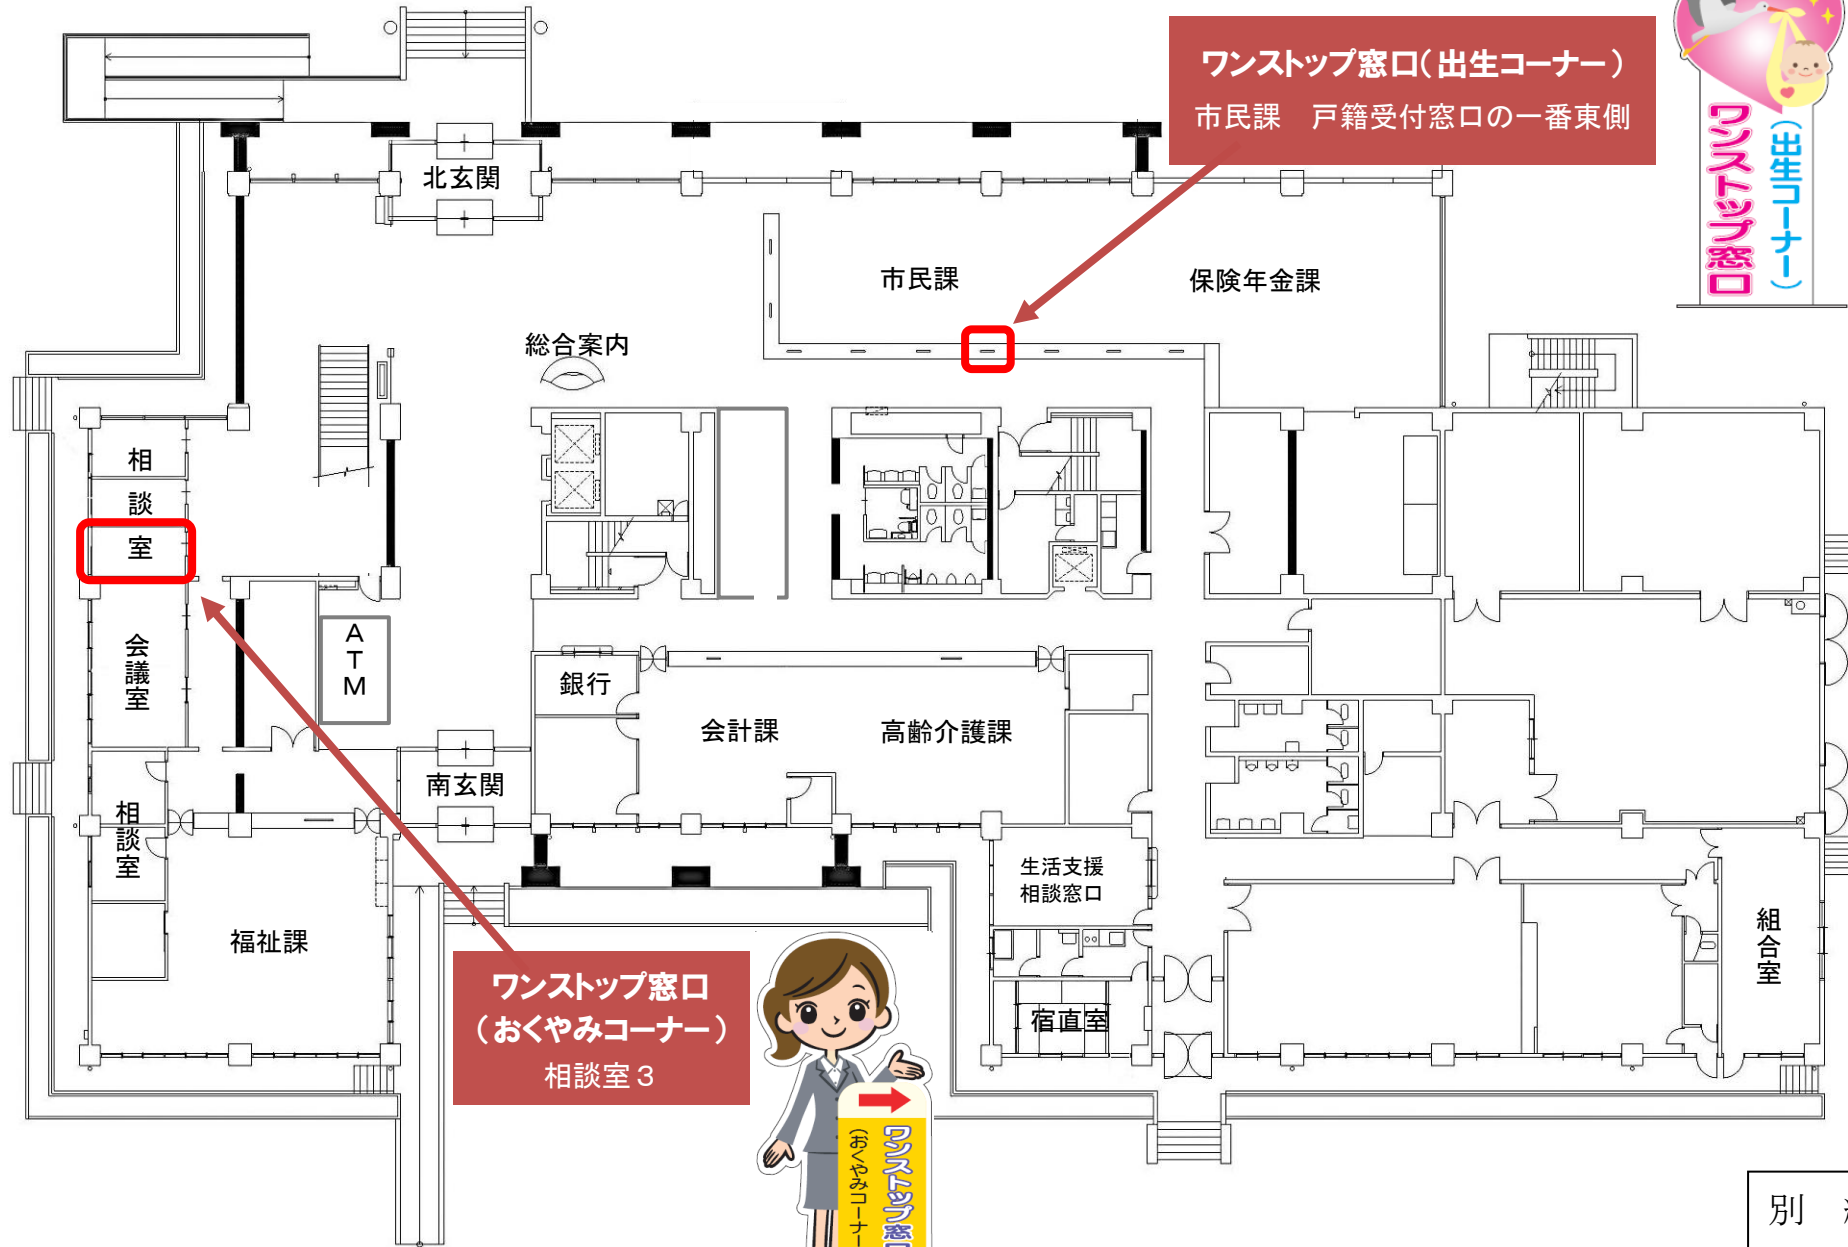 ワンストップ窓口(出生コーナー)
市民課　戸籍受付窓口の一番東側
ワンストップ窓口
(出生コーナー)
北玄関
市民課
保険年金課
総合案内
相
談
室
会議室
ATM
銀行
会計課
高齢介護課
南玄関
相談室
生活支援
相談窓口
福祉課
組合室
宿直室
ワンストップ窓口
(おくやみコーナー)
相談室3
ワンストップ窓口
(おくやみコーナー
別